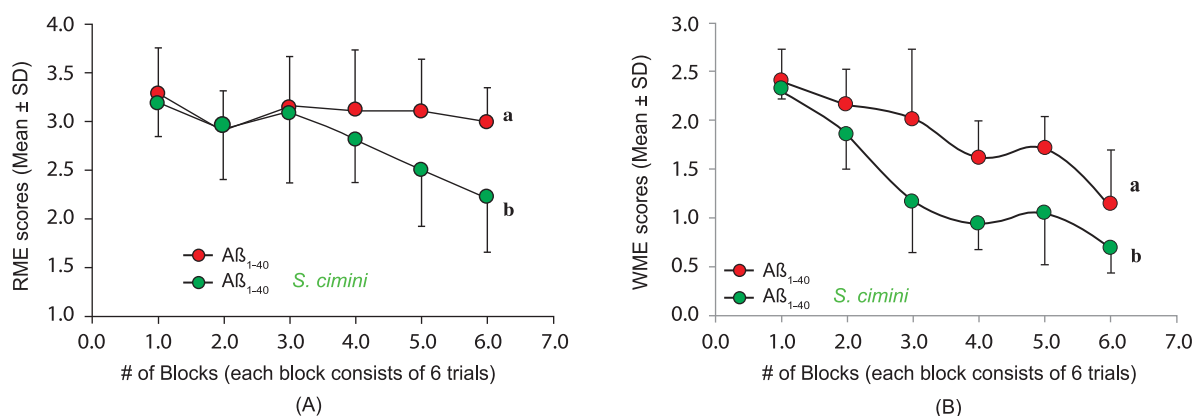 RME scores (Mean ± SD)
4.0
3.5
3.0
2.5
2.0
1.5
1.0
a
b
Aß1–40
Aß1–40 S. cimini
0.0 1.0 2.0 3.0 4.0 5.0 6.0 7.0
# of Blocks (each block consists of 6 trials)
(A)
WME scores (Mean ± SD)
3.0
2.5
2.0
1.5
1.0
0.5
0.0
a
b
Aß1–40
Aß1–40 S. cimini
0.0 1.0 2.0 3.0 4.0 5.0 6.0 7.0
# of Blocks (each block consists of 6 trials)
(B)